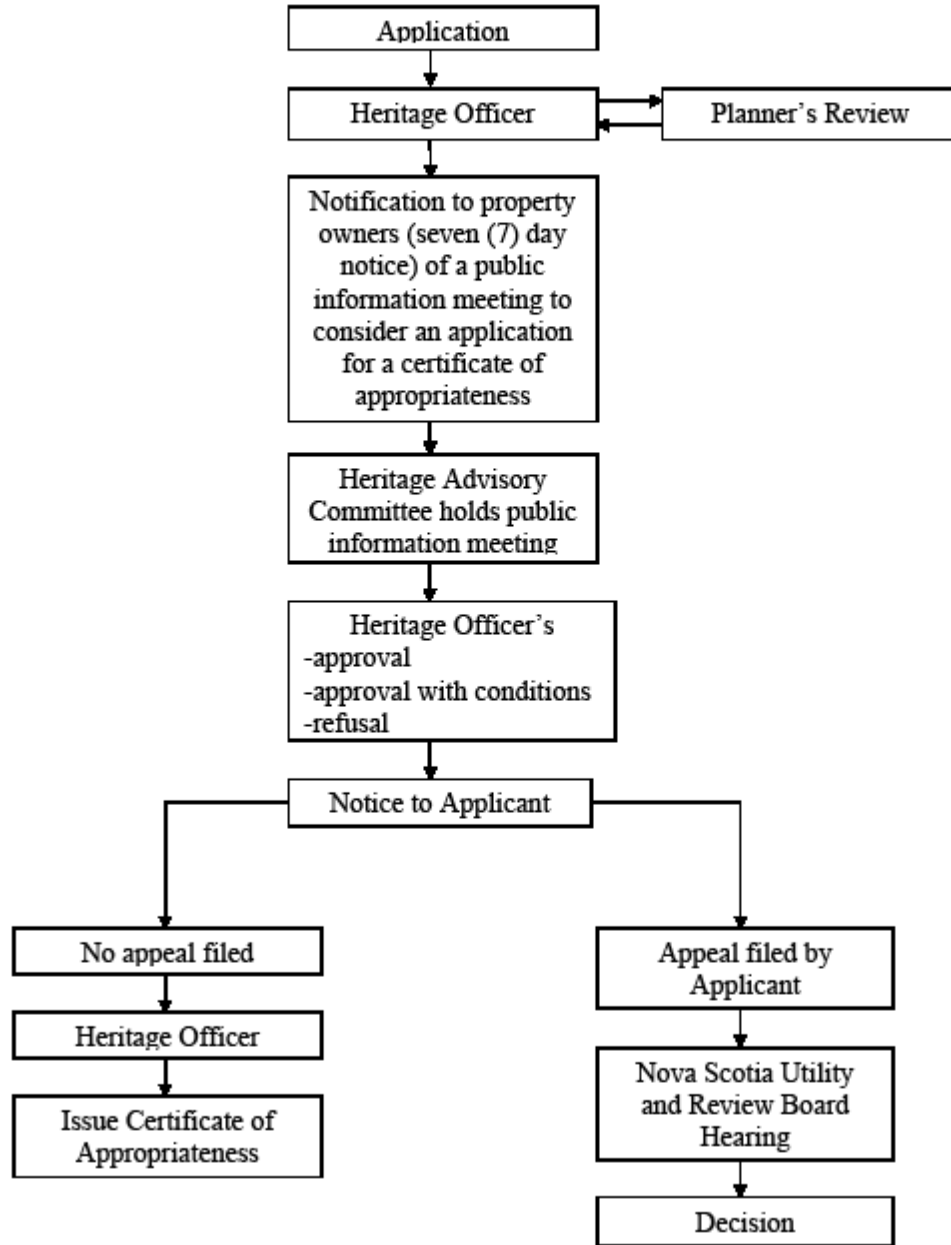 Application
Heritage Officer
Planner’s Review
Notification to property
owners (seven (7) day
notice) of a public
information meeting to
consider an application
for a certificate of
appropriateness
Heritage Advisory
Committee holds public
information meeting
Heritage Officer’s
-approval
-approval with conditions
-refusal
Notice to Applicant
No appeal filed
Heritage Officer
Issue Certificate of
Appropriateness
Appeal filed by
Applicant
Nova Scotia Utility
and Review Board
Hearing
Decision